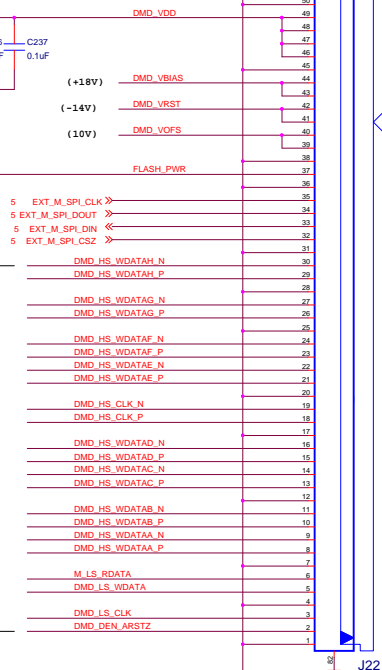 50
DMD_VDD 49
48
47
C237 46
0.1uF
45
(+18V) DMD_VBIAS 44
43
(-14V) DMD_VRST 42
41
(10V) DMD_VOFS 40
39
38
FLASH_PWR 37
36
5 EXT_M_SPI_CLK 35
5 EXT_M_SPI_DOUT 34
5 EXT_M_SPI_DIN 33
5 EXT_M_SPI_CSZ 32
31
DMD_HS_WDATAH_N 30
DMD_HS_WDATAH_P 29
28
DMD_HS_WDATAG_N 27
DMD_HS_WDATAG_P 26
25
DMD_HS_WDATAF_N 24
DMD_HS_WDATAF_P 23
DMD_HS_WDATAE_N 22
DMD_HS_WDATAE_P 21
20
DMD_HS_CLK_N 19
DMD_HS_CLK_P 18
17
DMD_HS_WDATAD_N 16
DMD_HS_WDATAD_P 15
DMD_HS_WDATAC_N 14
DMD_HS_WDATAC_P 13
12
DMD_HS_WDATAB_N 11
DMD_HS_WDATAB_P 10
DMD_HS_WDATAA_N 9
DMD_HS_WDATAA_P 8
7
M_LS_RDATA 6
DMD_LS_WDATA 5
4
DMD_LS_CLK 3
DMD_DEN_ARSTZ 2
1
82
J22